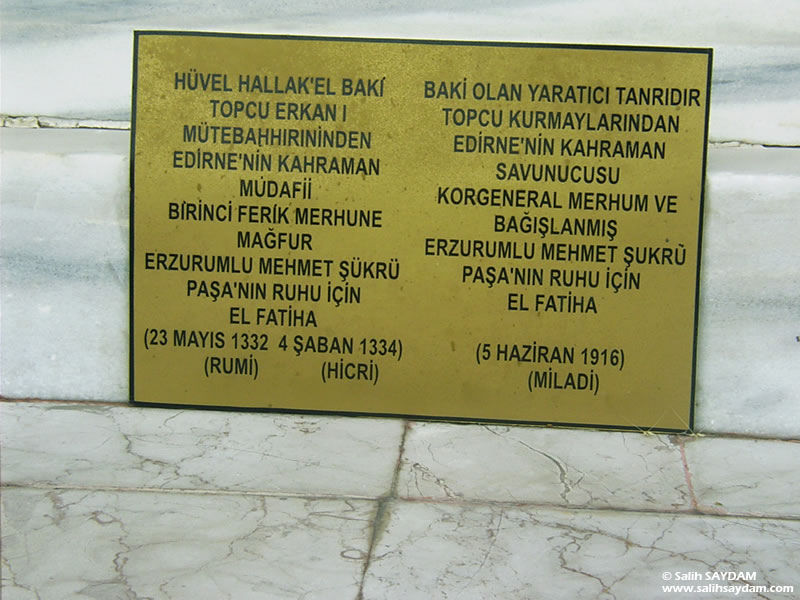 HÜVEL HALLAK'EL BAKİ
TOPCU ERKAN I
MÜTEBAHHIRININDEN
EDİRNE'NİN KAHRAMAN
MÜDAFİİ
BİRİNCİ FERİK MERHUNE
MAĞFUR
ERZURUMLU MEHMET ŞÜKRÜ
PAŞA'NIN RUHU İÇİN
EL FATİHA
(23 MAYIS 1332 4 ŞABAN 1334)
(RUMİ) (HİCRİ)
BAKİ OLAN YARATICI TANRIDIR
TOPCU KURMAYLARINDAN
EDİRNE'NİN KAHRAMAN
SAVUNUCUSU
KORGENERAL MERHUM VE
BAĞIŞLANMIŞ
ERZURUMLU MEHMET ŞUKRÜ
PAŞA'NIN RUHU İÇİN
EL FATİHA
(5 HAZİRAN 1916)
(MİLADİ)
© Salih SAYDAM
www.salihsaydam.com